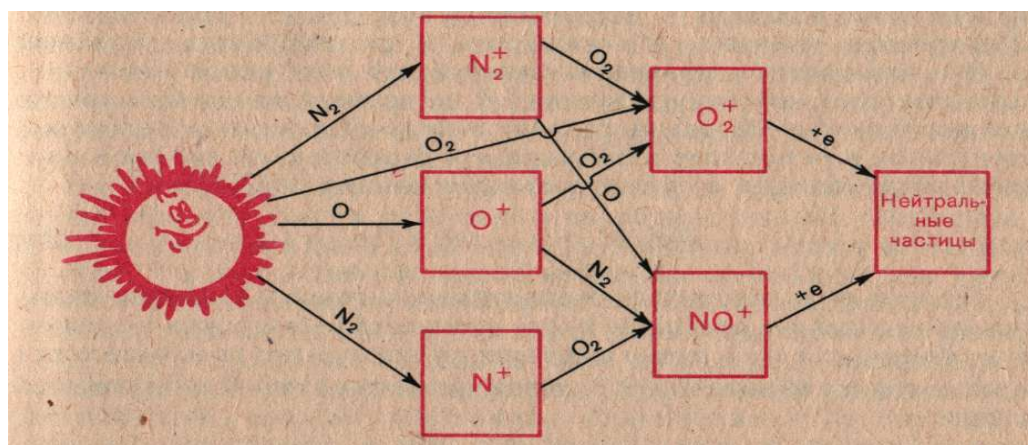 N₂
O₂
O
N₂
N₂⁺
O⁺
N⁺
O₂
O₂
O
N₂
O₂
O₂⁺
NO⁺
+e
+e
Нейтраль-
ные
частицы